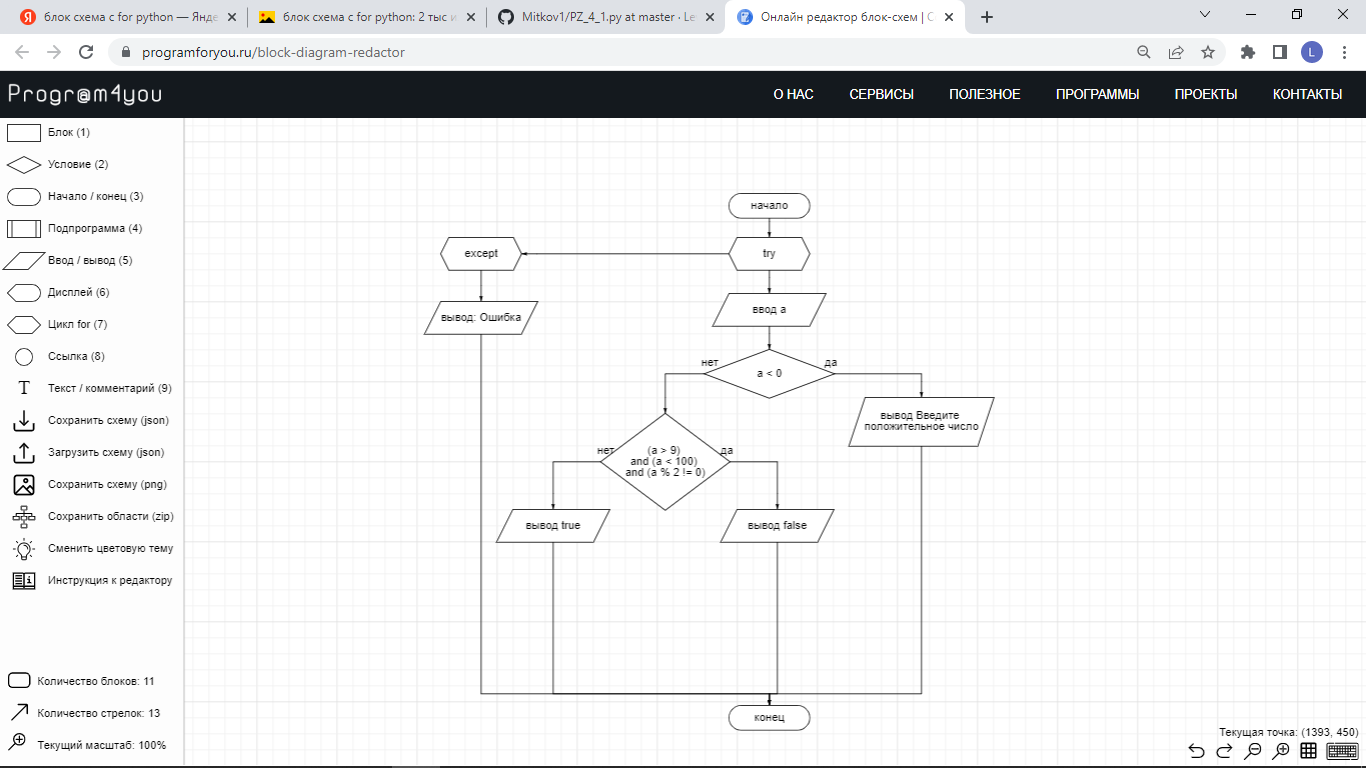 блок схема с for python — Янде
блок схема с for python: 2 тыс и
Mitkov1/PZ_4_1.py at master · Le
Онлайн редактор блок-схем | С
programforyou.ru/block-diagram-redactor
L
Progr@m4you
О НАС
СЕРВИСЫ
ПОЛЕЗНОЕ
ПРОГРАММЫ
ПРОЕКТЫ
КОНТАКТЫ
Блок (1)
Условие (2)
Начало / конец (3)
Подпрограмма (4)
Ввод / вывод (5)
Дисплей (6)
Цикл for (7)
Ссылка (8)
T Текст / комментарий (9)
Сохранить схему (json)
Загрузить схему (json)
Сохранить схему (png)
Сохранить области (zip)
Сменить цветовую тему
Инструкция к редактору
Количество блоков: 11
Количество стрелок: 13
Текущий масштаб: 100%
начало
except
try
вывод: Ошибка
ввод a
нет
да
a < 0
вывод Введите
положительное число
нет
да
(a > 9)
and (a < 100)
and (a % 2 != 0)
вывод true
вывод false
конец
Текущая точка: (1393, 450)